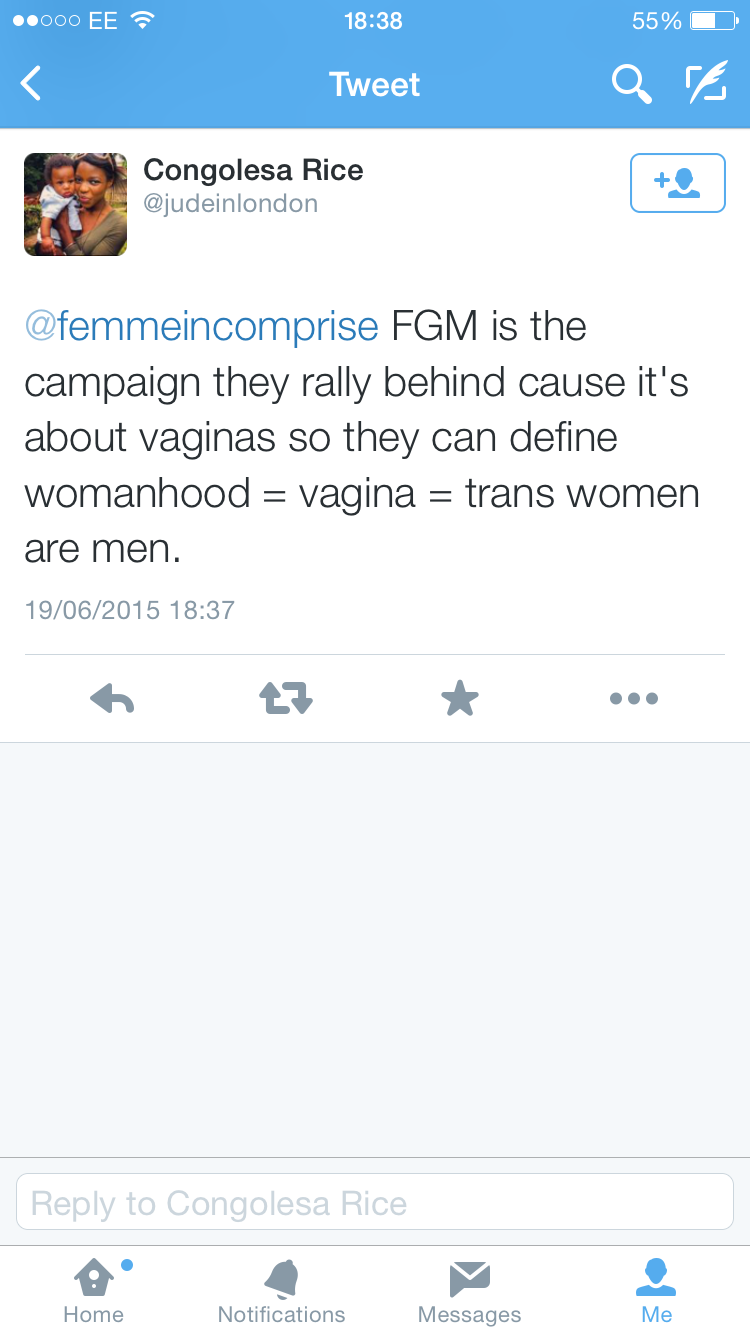 EE 18:38 55%
Tweet
Congolesa Rice
@judeinlondon
@femmeincomprise FGM is the
campaign they rally behind cause it's
about vaginas so they can define
womanhood = vagina = trans women
are men.
19/06/2015 18:37
Reply to Congolesa Rice
Home Notifications Messages Me